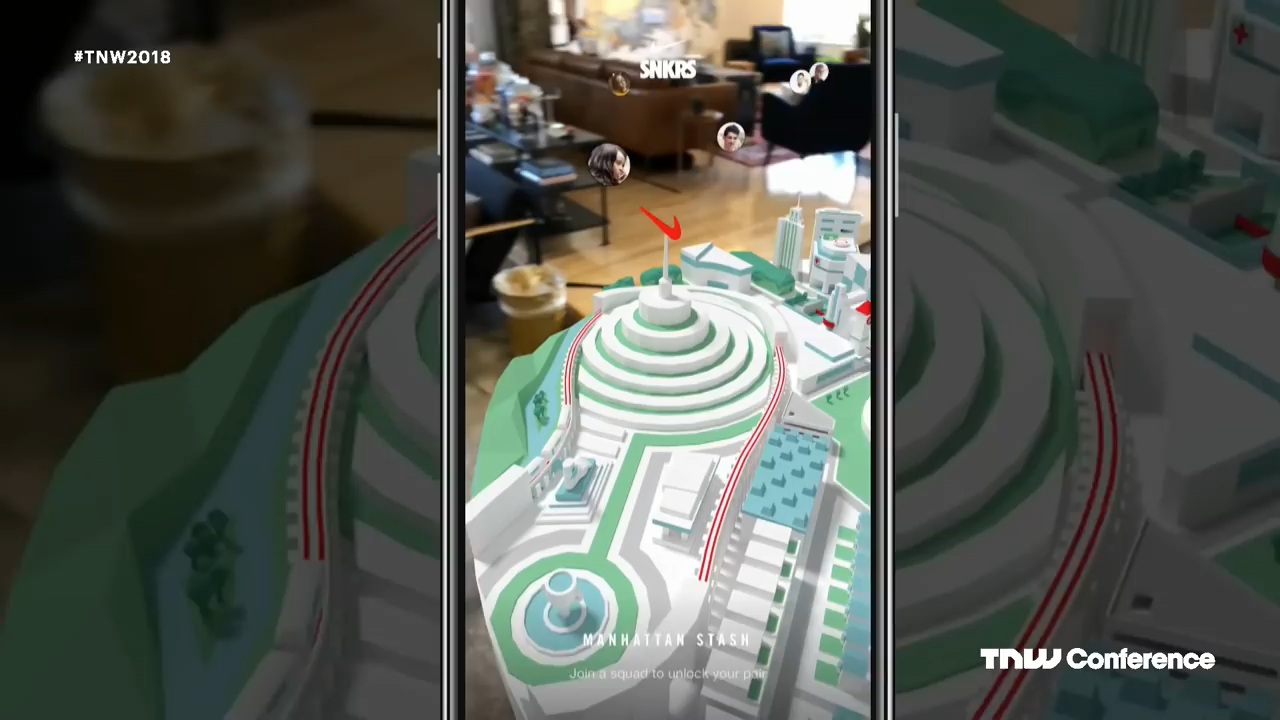 #TNW2018
SNKRS
MANHATTAN STASH
Join a squad to unlock your pair
TNW Conference